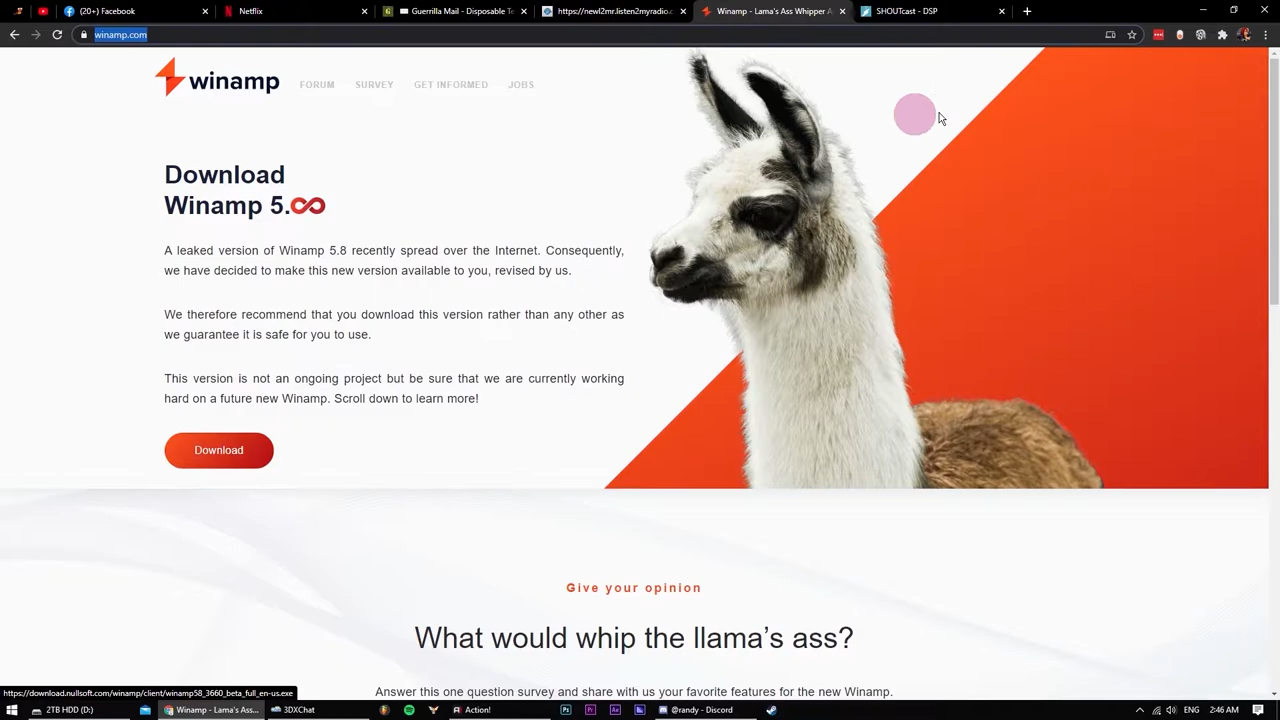 (20+) Facebook
Netflix
Guerrilla Mail - Disposable Te
https://newl2mr.listen2myradio.c
Winamp - Lama's Ass Whipper A
SHOUTcast - DSP
winamp.com
winamp
FORUM SURVEY GET INFORMED JOBS
Download
Winamp 5.∞
A leaked version of Winamp 5.8 recently spread over the Internet. Consequently,
we have decided to make this new version available to you, revised by us.
We therefore recommend that you download this version rather than any other as
we guarantee it is safe for you to use.
This version is not an ongoing project but be sure that we are currently working
hard on a future new Winamp. Scroll down to learn more!
Download
Give your opinion
What would whip the llama's ass?
Answer this one question survey and share with us your favorite features for the new Winamp.
https://download.nullsoft.com/winamp/client/winamp58_3660_beta_full_en-us.exe
2TB HDD (D:)
Winamp - Lama's Ass...
3DXChat
Action!
Ps
Pr
Ae
@randy - Discord
ENG
2:46 AM